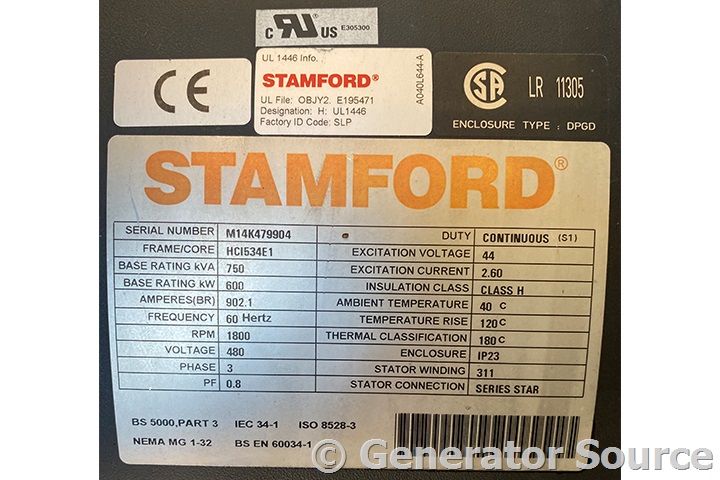 c RU US E305300
UL 1446 Info.
STAMFORD®
UL File: OBJY2. E195471
Designation: H: UL1446
Factory ID Code: SLP
A040L644-A
CE
SA LR 11305
ENCLOSURE TYPE : DPGD
STAMFORD®
SERIAL NUMBER M14K479904
FRAME/CORE HCI534E1
BASE RATING kVA 750
BASE RATING kW 600
AMPERES(BR) 902.1
FREQUENCY 60 Hertz
RPM 1800
VOLTAGE 480
PHASE 3
PF 0.8
DUTY CONTINUOUS (S1)
EXCITATION VOLTAGE 44
EXCITATION CURRENT 2.60
INSULATION CLASS CLASS H
AMBIENT TEMPERATURE 40 C
TEMPERATURE RISE 120 C
THERMAL CLASSIFICATION 180 C
ENCLOSURE IP23
STATOR WINDING 311
STATOR CONNECTION SERIES STAR
BS 5000,PART 3 IEC 34-1 ISO 8528-3
NEMA MG 1-32 BS EN 60034-1
© Generator Source